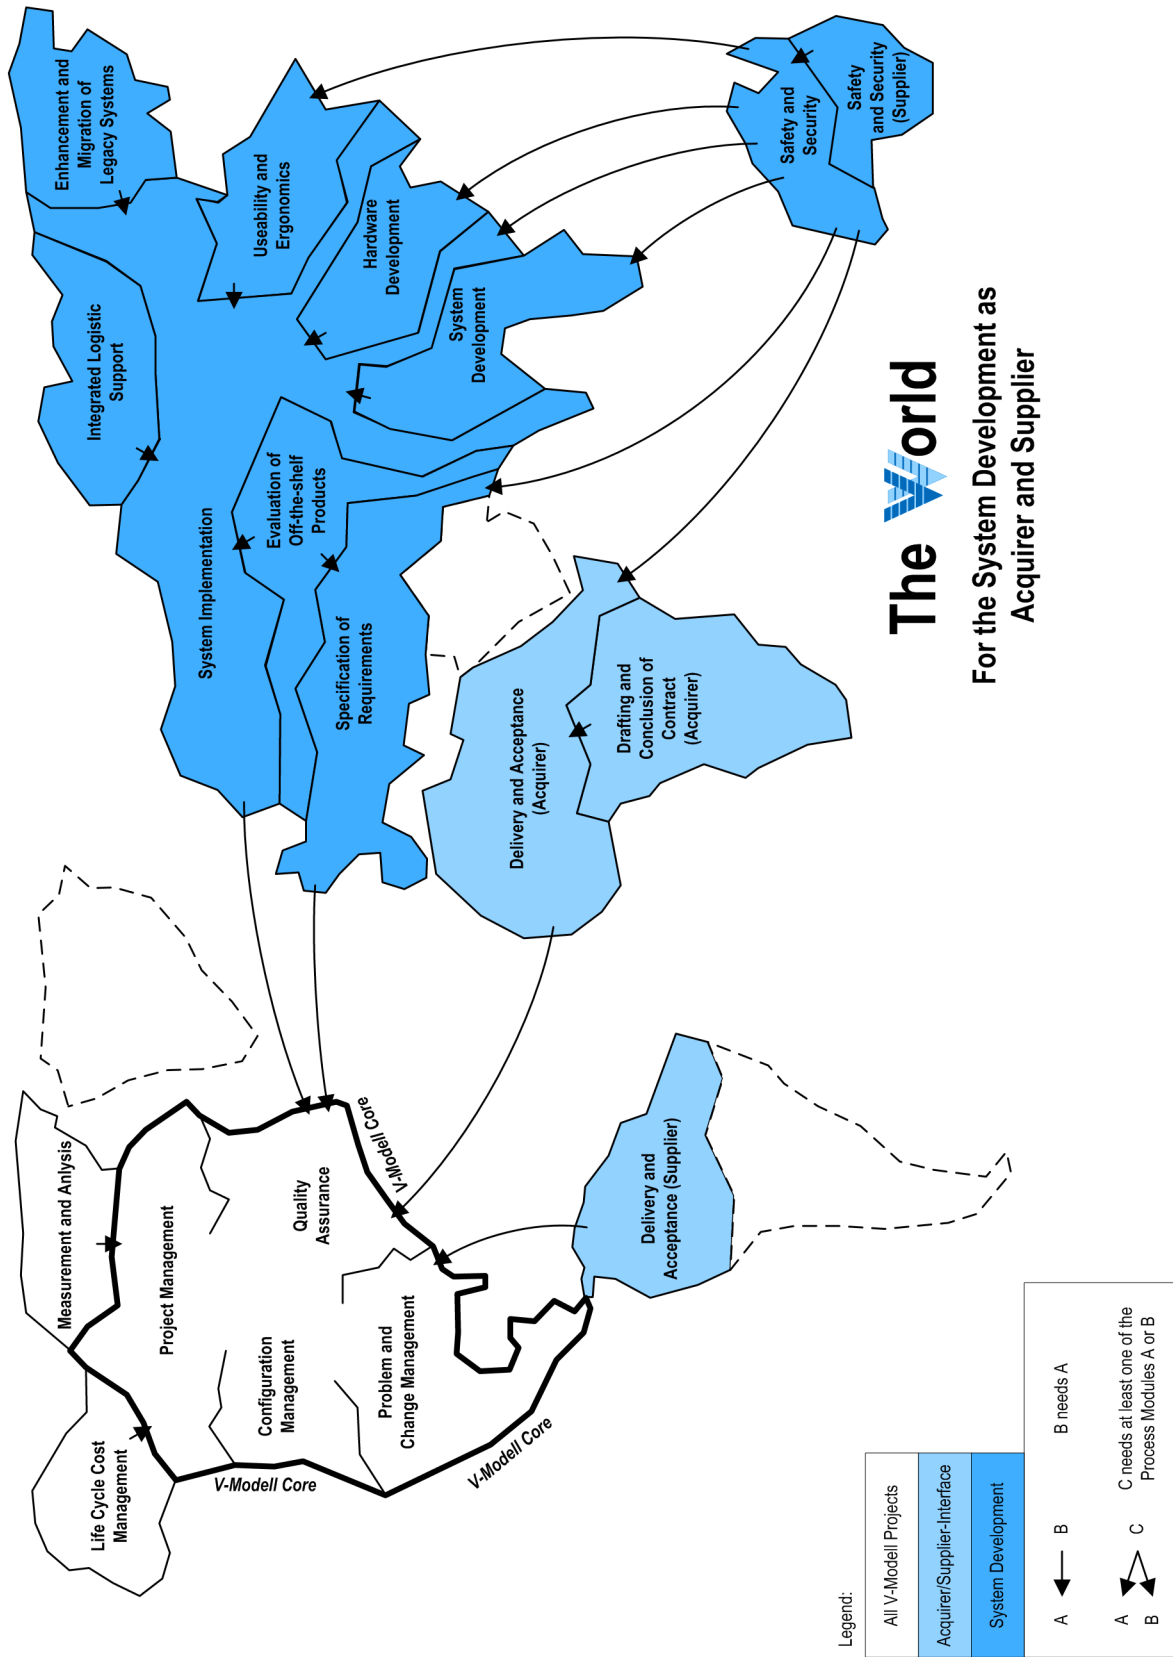 Measurement and Anlysis
Life Cycle Cost
Management
Project Management
Configuration
Management
Quality
Assurance
Problem and
Change Management
V-Modell Core
V-Modell Core
V-Modell Core
Delivery and
Acceptance (Supplier)
System Implementation
Integrated Logistic
Support
Enhancement and
Migration of
Legacy Systems
Useability and
Ergonomics
Hardware
Development
System
Development
Evaluation of
Off-the-shelf
Products
Specification of
Requirements
Delivery and Acceptance
(Acquirer)
Drafting and
Conclusion of
Contract
(Acquirer)
Safety and
Security
Safety
and Security
(Supplier)
The World
For the System Development as
Acquirer and Supplier
Legend:
All V-Modell Projects
Acquirer/Supplier-Interface
System Development
A B B needs A
A
B
C
C needs at least one of the
Process Modules A or B